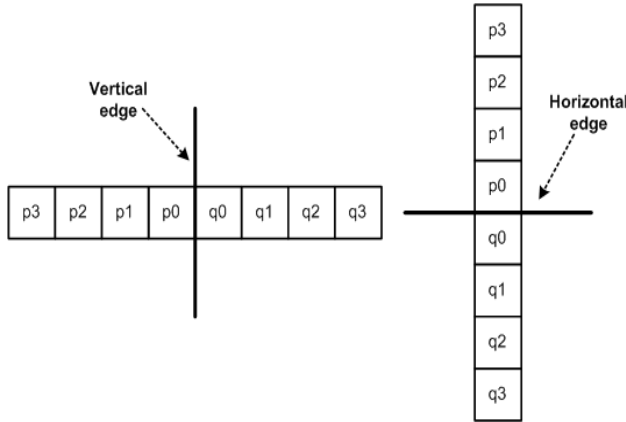 Vertical
edge
p3 p2 p1 p0 q0 q1 q2 q3
p3
p2
p1
p0
Horizontal
edge
q0
q1
q2
q3